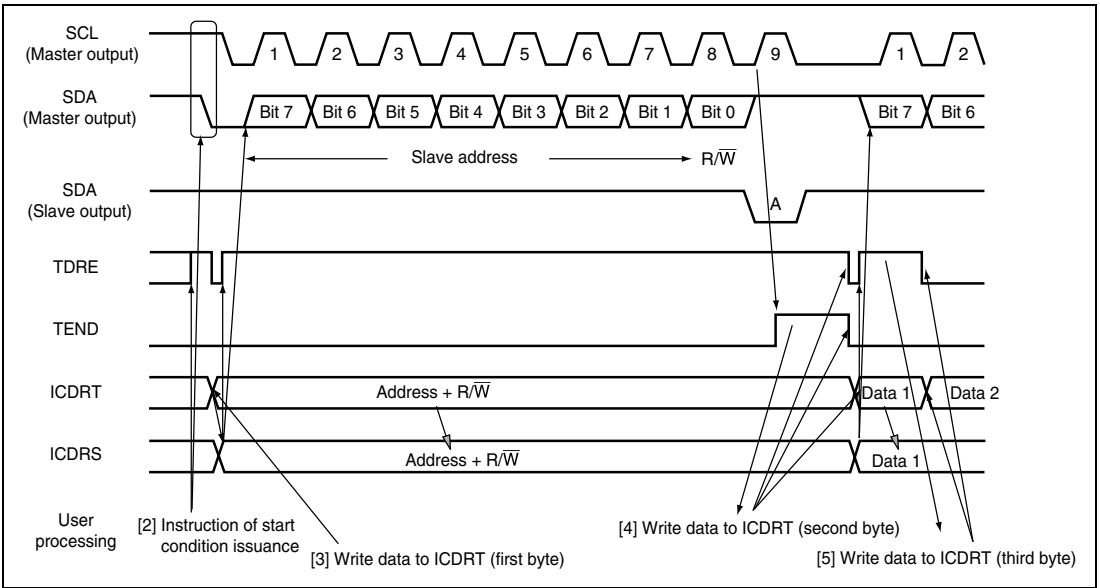 SCL
(Master output)
1 2 3 4 5 6 7 8 9 1 2
SDA
(Master output)
Bit 7 Bit 6 Bit 5 Bit 4 Bit 3 Bit 2 Bit 1 Bit 0 Bit 7 Bit 6
Slave address R/W̅
SDA
(Slave output)
A
TDRE
TEND
ICDRT
Address + R/W̅ Data 1 Data 2
ICDRS
Address + R/W̅ Data 1
User
processing
[2] Instruction of start
condition issuance
[3] Write data to ICDRT (first byte)
[4] Write data to ICDRT (second byte)
[5] Write data to ICDRT (third byte)